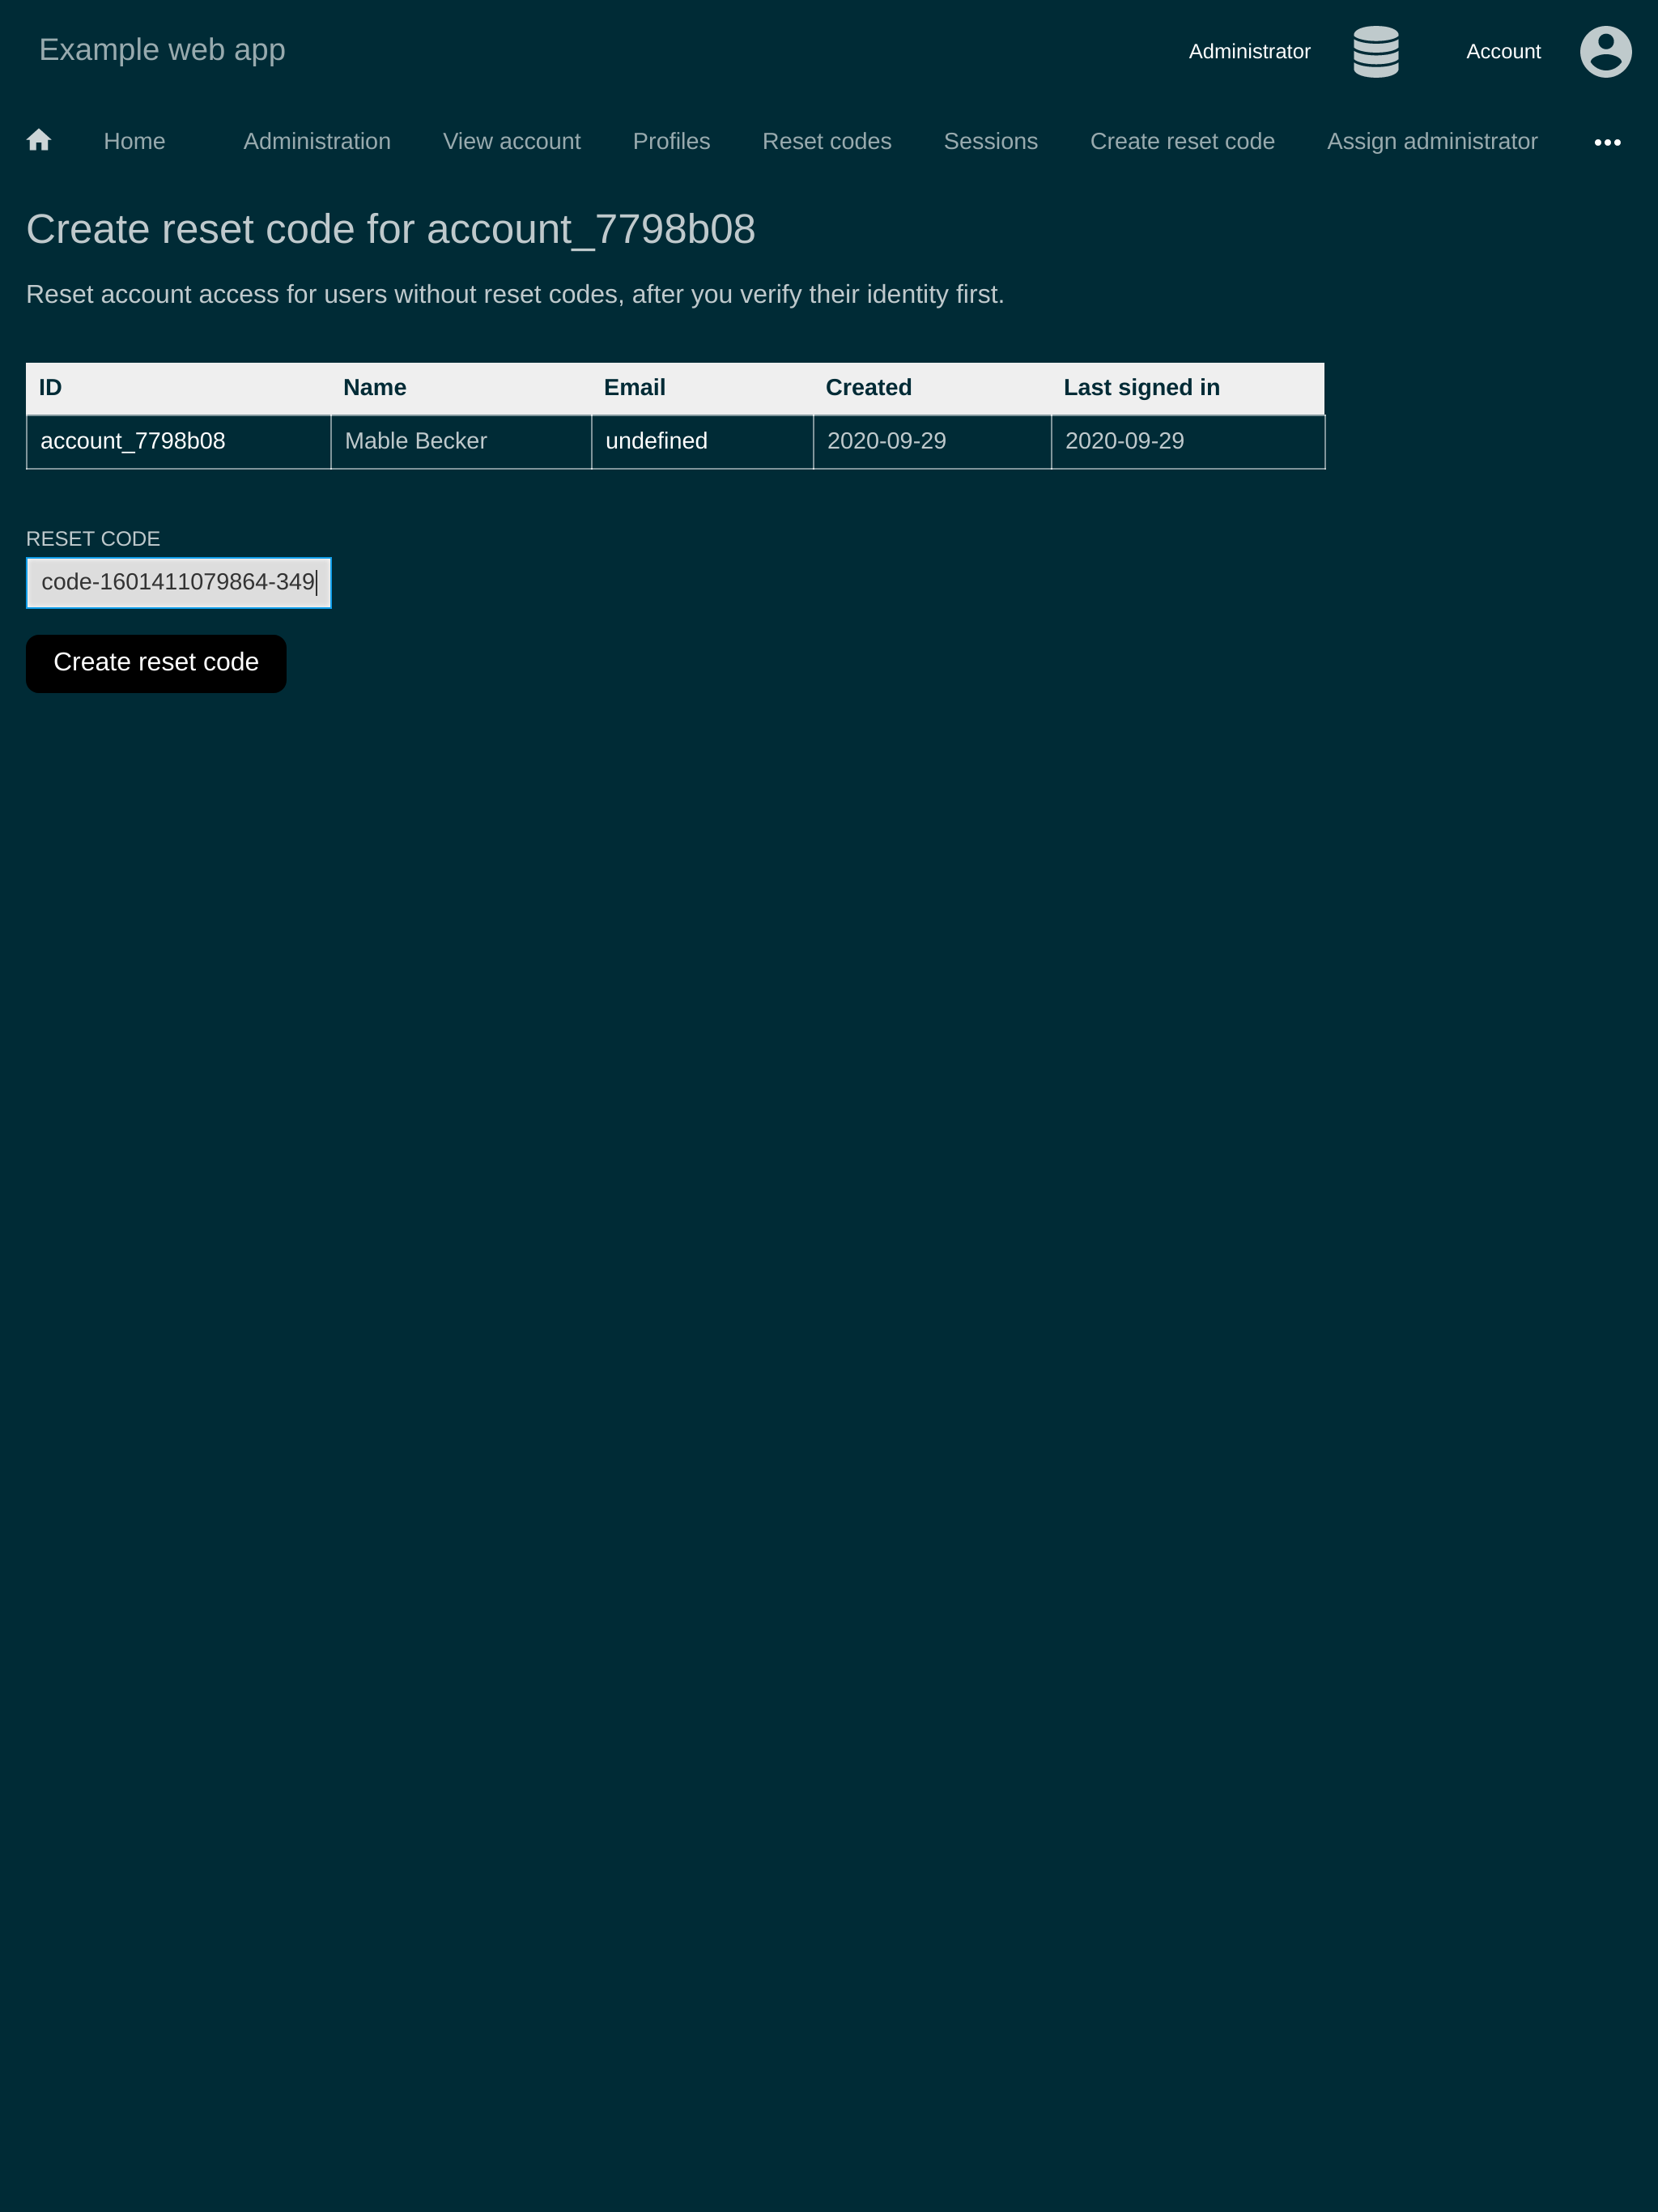 Example web app
Administrator Account
Home Administration View account Profiles Reset codes Sessions Create reset code Assign administrator
Create reset code for account_7798b08
Reset account access for users without reset codes, after you verify their identity first.
ID Name Email Created Last signed in
account_7798b08 Mable Becker undefined 2020-09-29 2020-09-29
RESET CODE
code-1601411079864-349
Create reset code